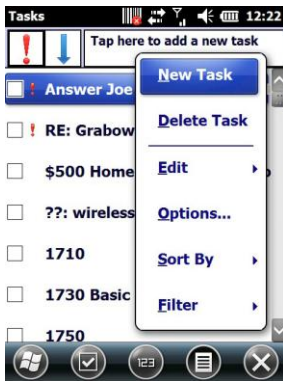 Tasks 12:22
Tap here to add a new task
Answer Joe
RE: Grabow
$500 Home
??: wireless
1710
1730 Basic
1750
New Task
Delete Task
Edit
Options...
Sort By
Filter
123